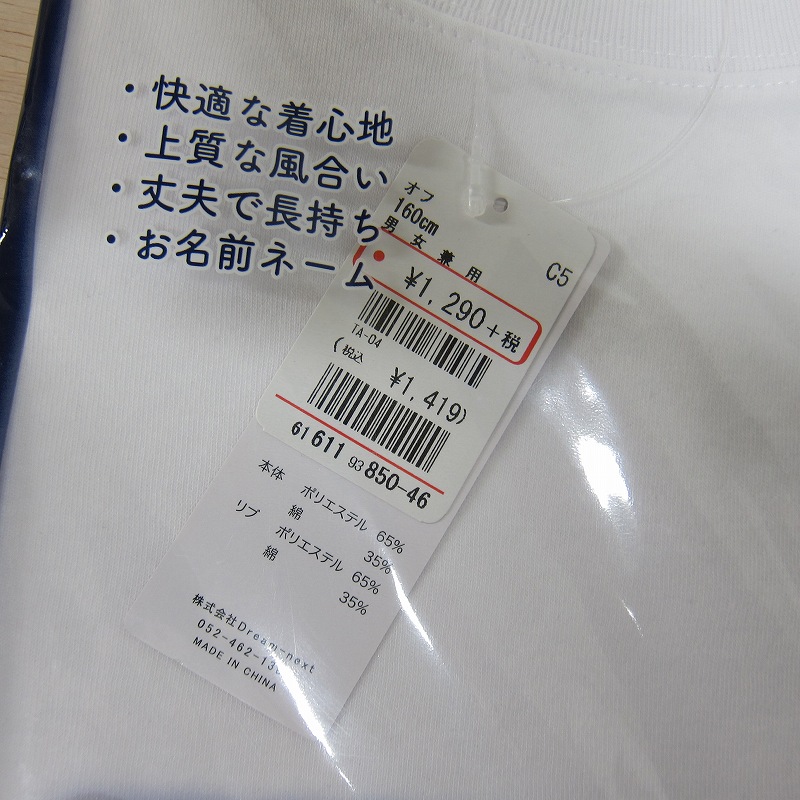 ・快適な着心地
・上質な風合い
・丈夫で長持ち
・お名前ネーム
オフ
160cm
男女兼用
C5
¥1,290+税
TA-04
(税込 ¥1,419)
61 611 93 850-46
本体 ポリエステル 65%
綿 35%
リブ ポリエステル 65%
綿 35%
株式会社Dream-next
MADE IN CHINA